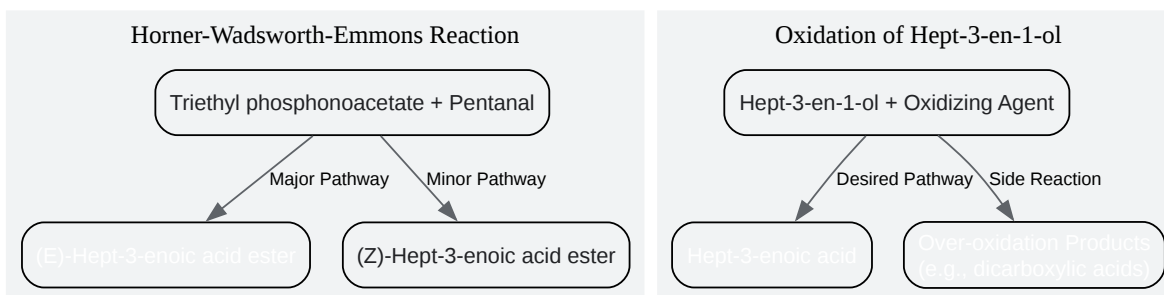 Horner-Wadsworth-Emmons Reaction
Triethyl phosphonoacetate + Pentanal
Major Pathway
Minor Pathway
(E)-Hept-3-enoic acid ester
(Z)-Hept-3-enoic acid ester
Oxidation of Hept-3-en-1-ol
Hept-3-en-1-ol + Oxidizing Agent
Desired Pathway
Side Reaction
Hept-3-enoic acid
Over-oxidation Products
(e.g., dicarboxylic acids)